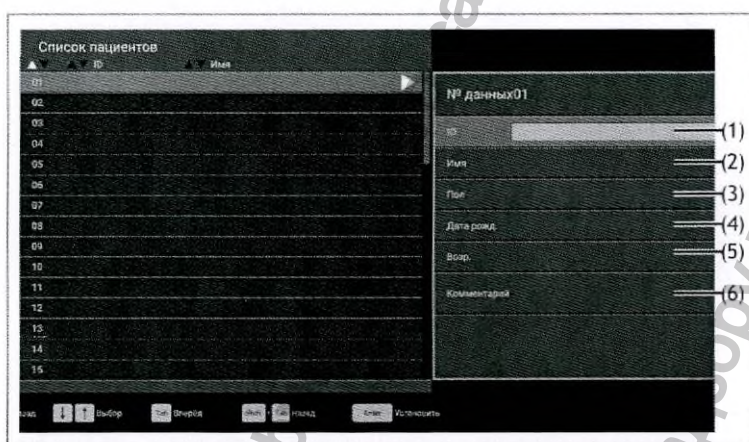 Список пациентов
ID Имя
01
02
03
04
05
06
07
08
09
10
11
12
13
14
15
№ данных01
ID (1)
Имя (2)
Пол (3)
Дата рожд. (4)
Возр. (5)
Комментарий (6)
↓ ↑ Выбор Tab Вперёд Shift + Tab Назад Enter Установить